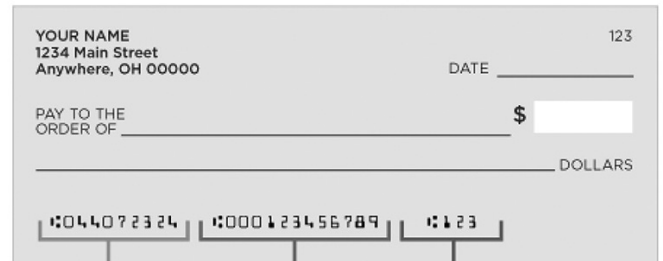 YOUR NAME 123
1234 Main Street
Anywhere, OH 00000 DATE
PAY TO THE
ORDER OF $
DOLLARS
⑆044072324 ⑆000123456789 ⑆123